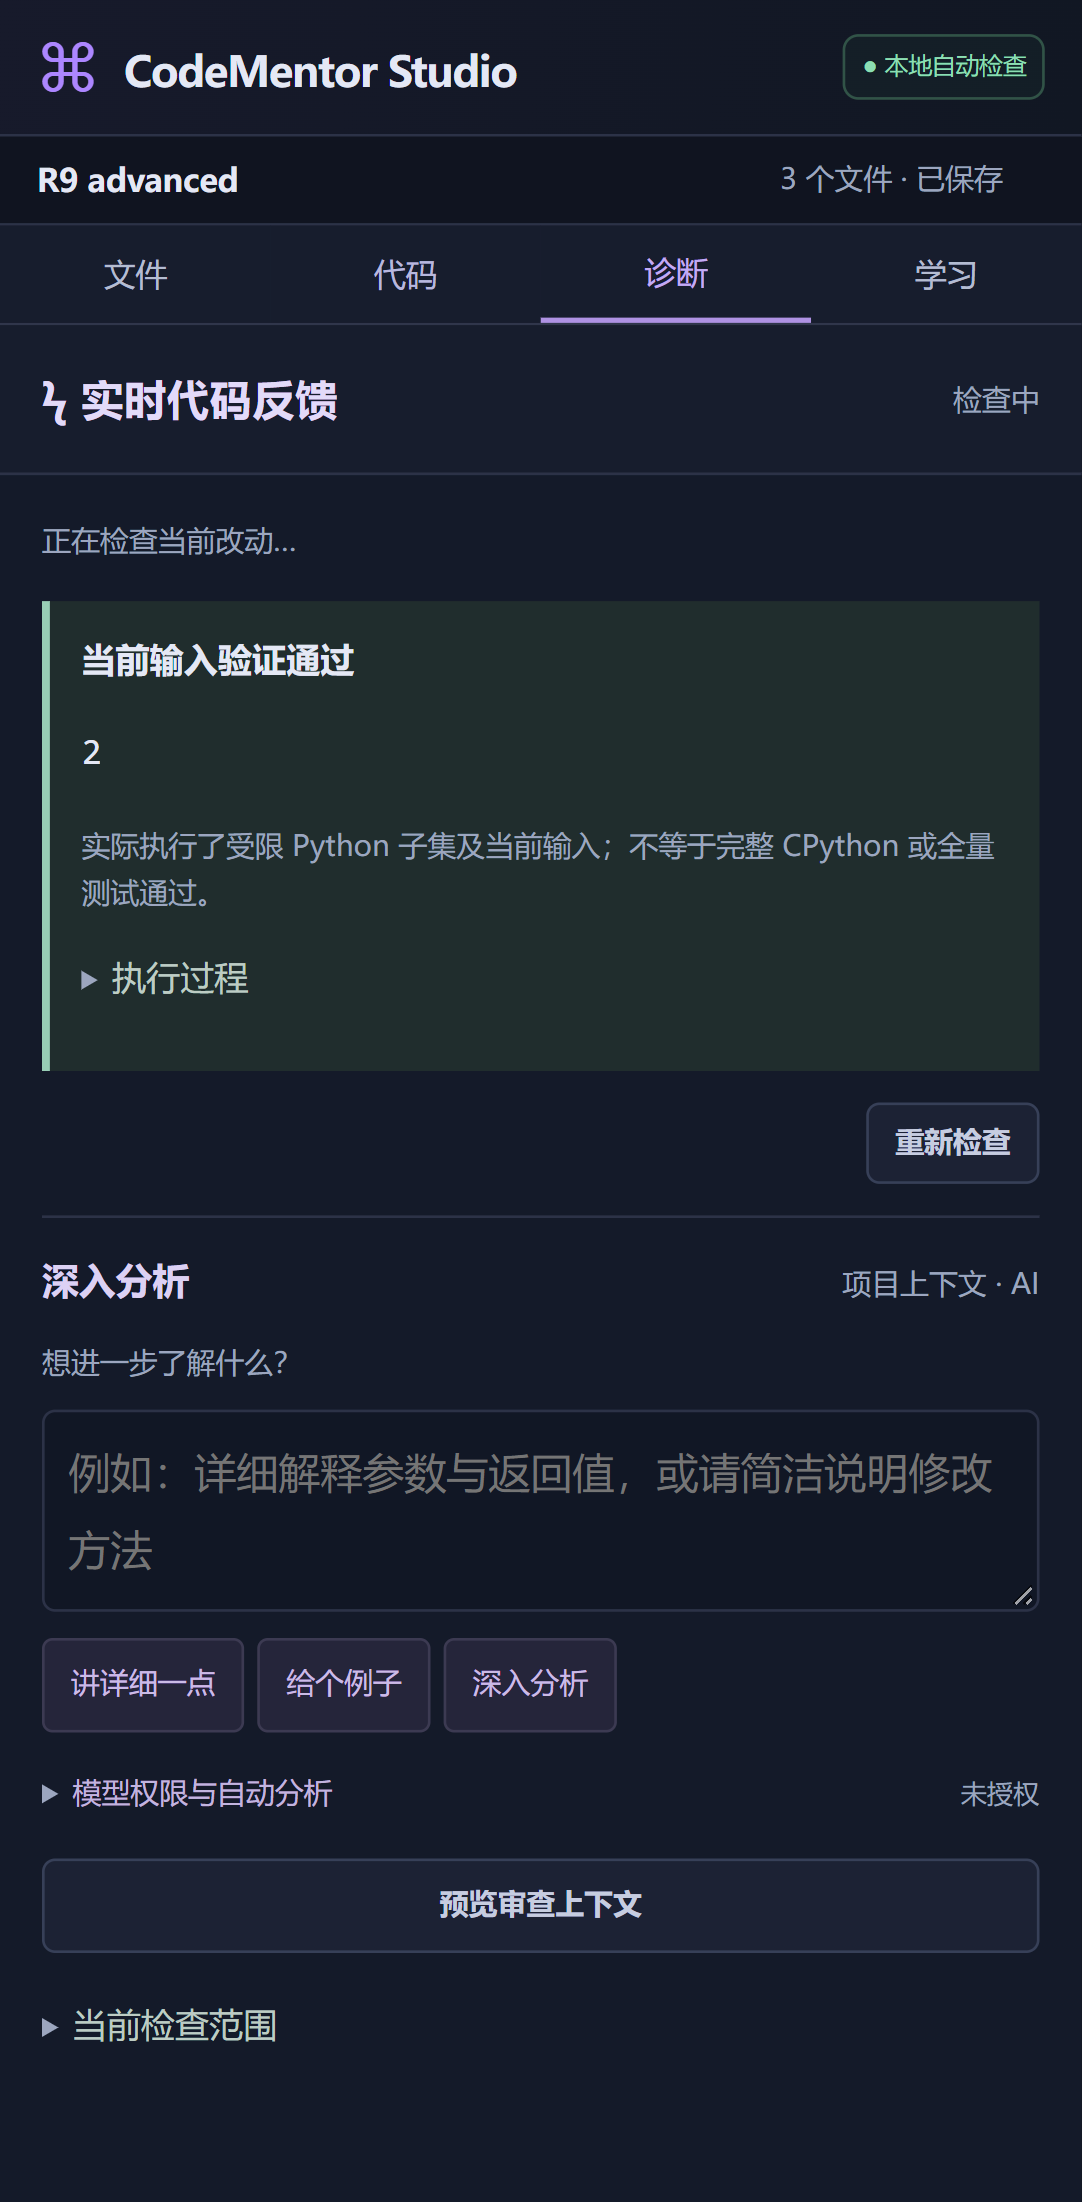 CodeMentor Studio
本地自动检查
R9 advanced
3 个文件 · 已保存
文件
代码
诊断
学习
实时代码反馈
检查中
正在检查当前改动...
当前输入验证通过
2
实际执行了受限 Python 子集及当前输入；不等于完整 CPython 或全量
测试通过。
执行过程
重新检查
深入分析
项目上下文 · AI
想进一步了解什么？
例如：详细解释参数与返回值，或请简洁说明修改
方法
讲详细一点
给个例子
深入分析
模型权限与自动分析
未授权
预览审查上下文
当前检查范围